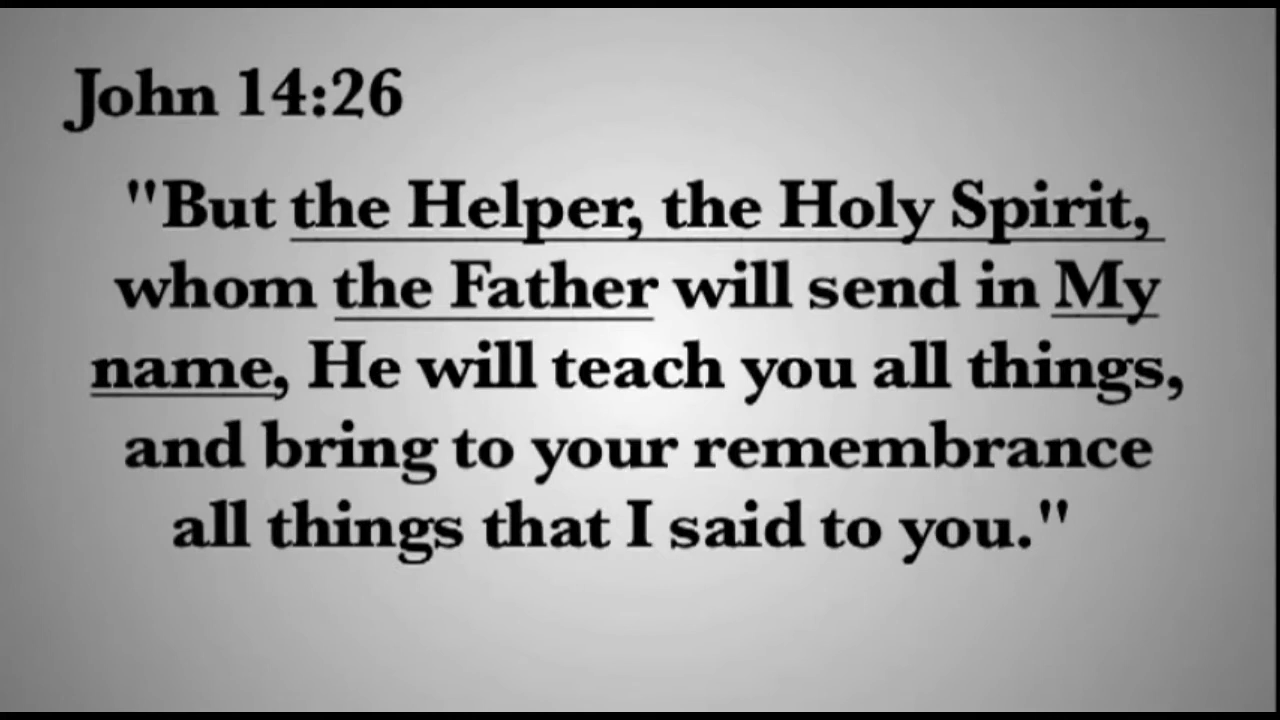 John 14:26
"But the Helper, the Holy Spirit,
whom the Father will send in My
name, He will teach you all things,
and bring to your remembrance
all things that I said to you."